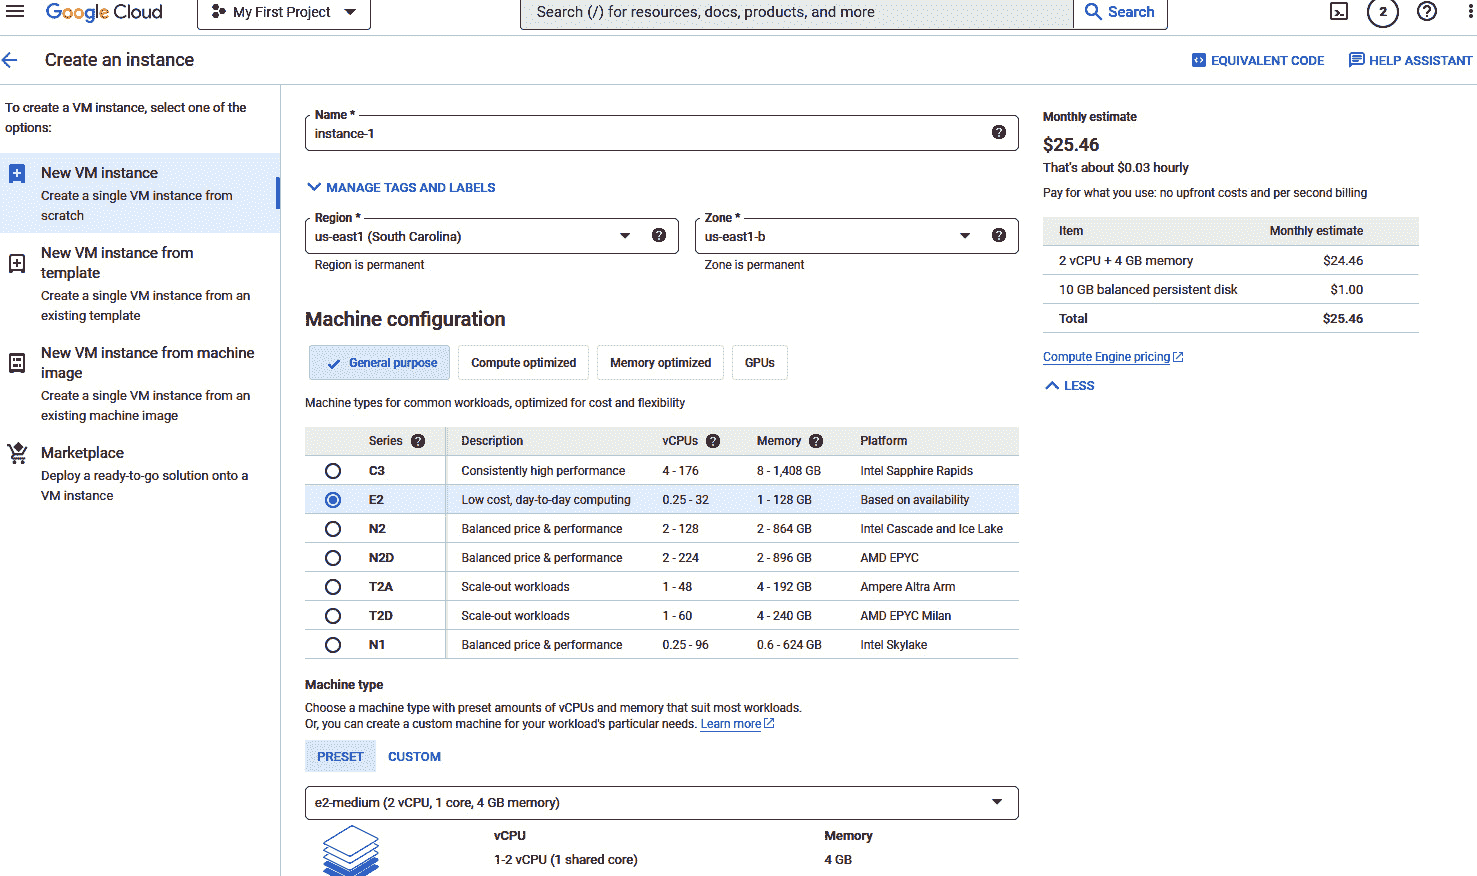 Google Cloud
My First Project
Search (/) for resources, docs, products, and more
Search
2
Create an instance
EQUIVALENT CODE
HELP ASSISTANT
To create a VM instance, select one of the
options:
New VM instance
Create a single VM instance from
scratch
New VM instance from
template
Create a single VM instance from an
existing template
New VM instance from machine
image
Create a single VM instance from an
existing machine image
Marketplace
Deploy a ready-to-go solution onto a
VM instance
Name *
instance-1
MANAGE TAGS AND LABELS
Region *
us-east1 (South Carolina)
Region is permanent
Zone *
us-east1-b
Zone is permanent
Machine configuration
General purpose
Compute optimized
Memory optimized
GPUs
Machine types for common workloads, optimized for cost and flexibility
Series Description vCPUs Memory Platform
C3 Consistently high performance 4 - 176 8 - 1,408 GB Intel Sapphire Rapids
E2 Low cost, day-to-day computing 0.25 - 32 1 - 128 GB Based on availability
N2 Balanced price & performance 2 - 128 2 - 864 GB Intel Cascade and Ice Lake
N2D Balanced price & performance 2 - 224 2 - 896 GB AMD EPYC
T2A Scale-out workloads 1 - 48 4 - 192 GB Ampere Altra Arm
T2D Scale-out workloads 1 - 60 4 - 240 GB AMD EPYC Milan
N1 Balanced price & performance 0.25 - 96 0.6 - 624 GB Intel Skylake
Machine type
Choose a machine type with preset amounts of vCPUs and memory that suit most workloads.
Or, you can create a custom machine for your workload's particular needs. Learn more
PRESET
CUSTOM
e2-medium (2 vCPU, 1 core, 4 GB memory)
vCPU Memory
1-2 vCPU (1 shared core) 4 GB
Monthly estimate
$25.46
That's about $0.03 hourly
Pay for what you use: no upfront costs and per second billing
Item Monthly estimate
2 vCPU + 4 GB memory $24.46
10 GB balanced persistent disk $1.00
Total $25.46
Compute Engine pricing
LESS